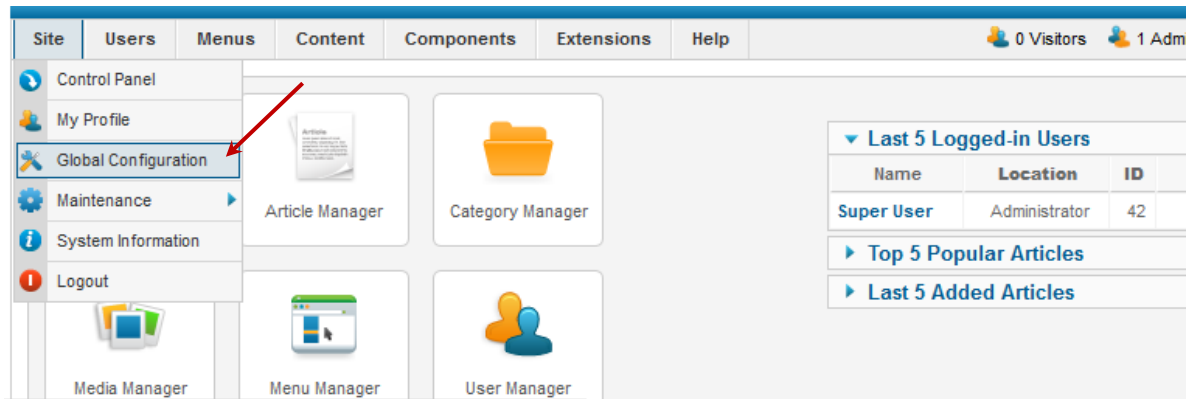 Site Users Menus Content Components Extensions Help 0 Visitors 1 Adm
Control Panel
My Profile
Global Configuration
Maintenance
System Information
Logout
Article
Article Manager
Category Manager
Media Manager
Menu Manager
User Manager
Last 5 Logged-in Users
Name Location ID
Super User Administrator 42
Top 5 Popular Articles
Last 5 Added Articles